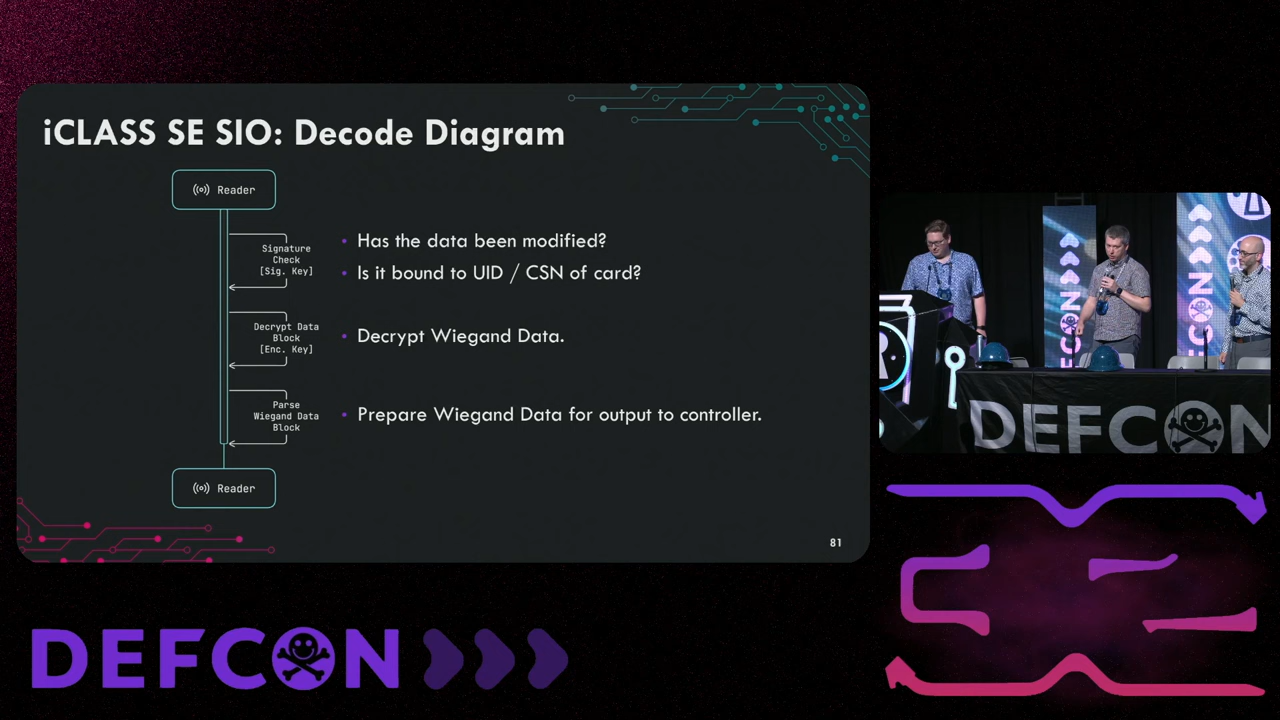 iCLASS SE SIO: Decode Diagram
Reader
Signature
Check
[Sig. Key]
• Has the data been modified?
• Is it bound to UID / CSN of card?
Decrypt Data
Block
[Enc. Key]
• Decrypt Wiegand Data.
Parse
Wiegand Data
Block
• Prepare Wiegand Data for output to controller.
Reader
81
DEFCON
DEFCON